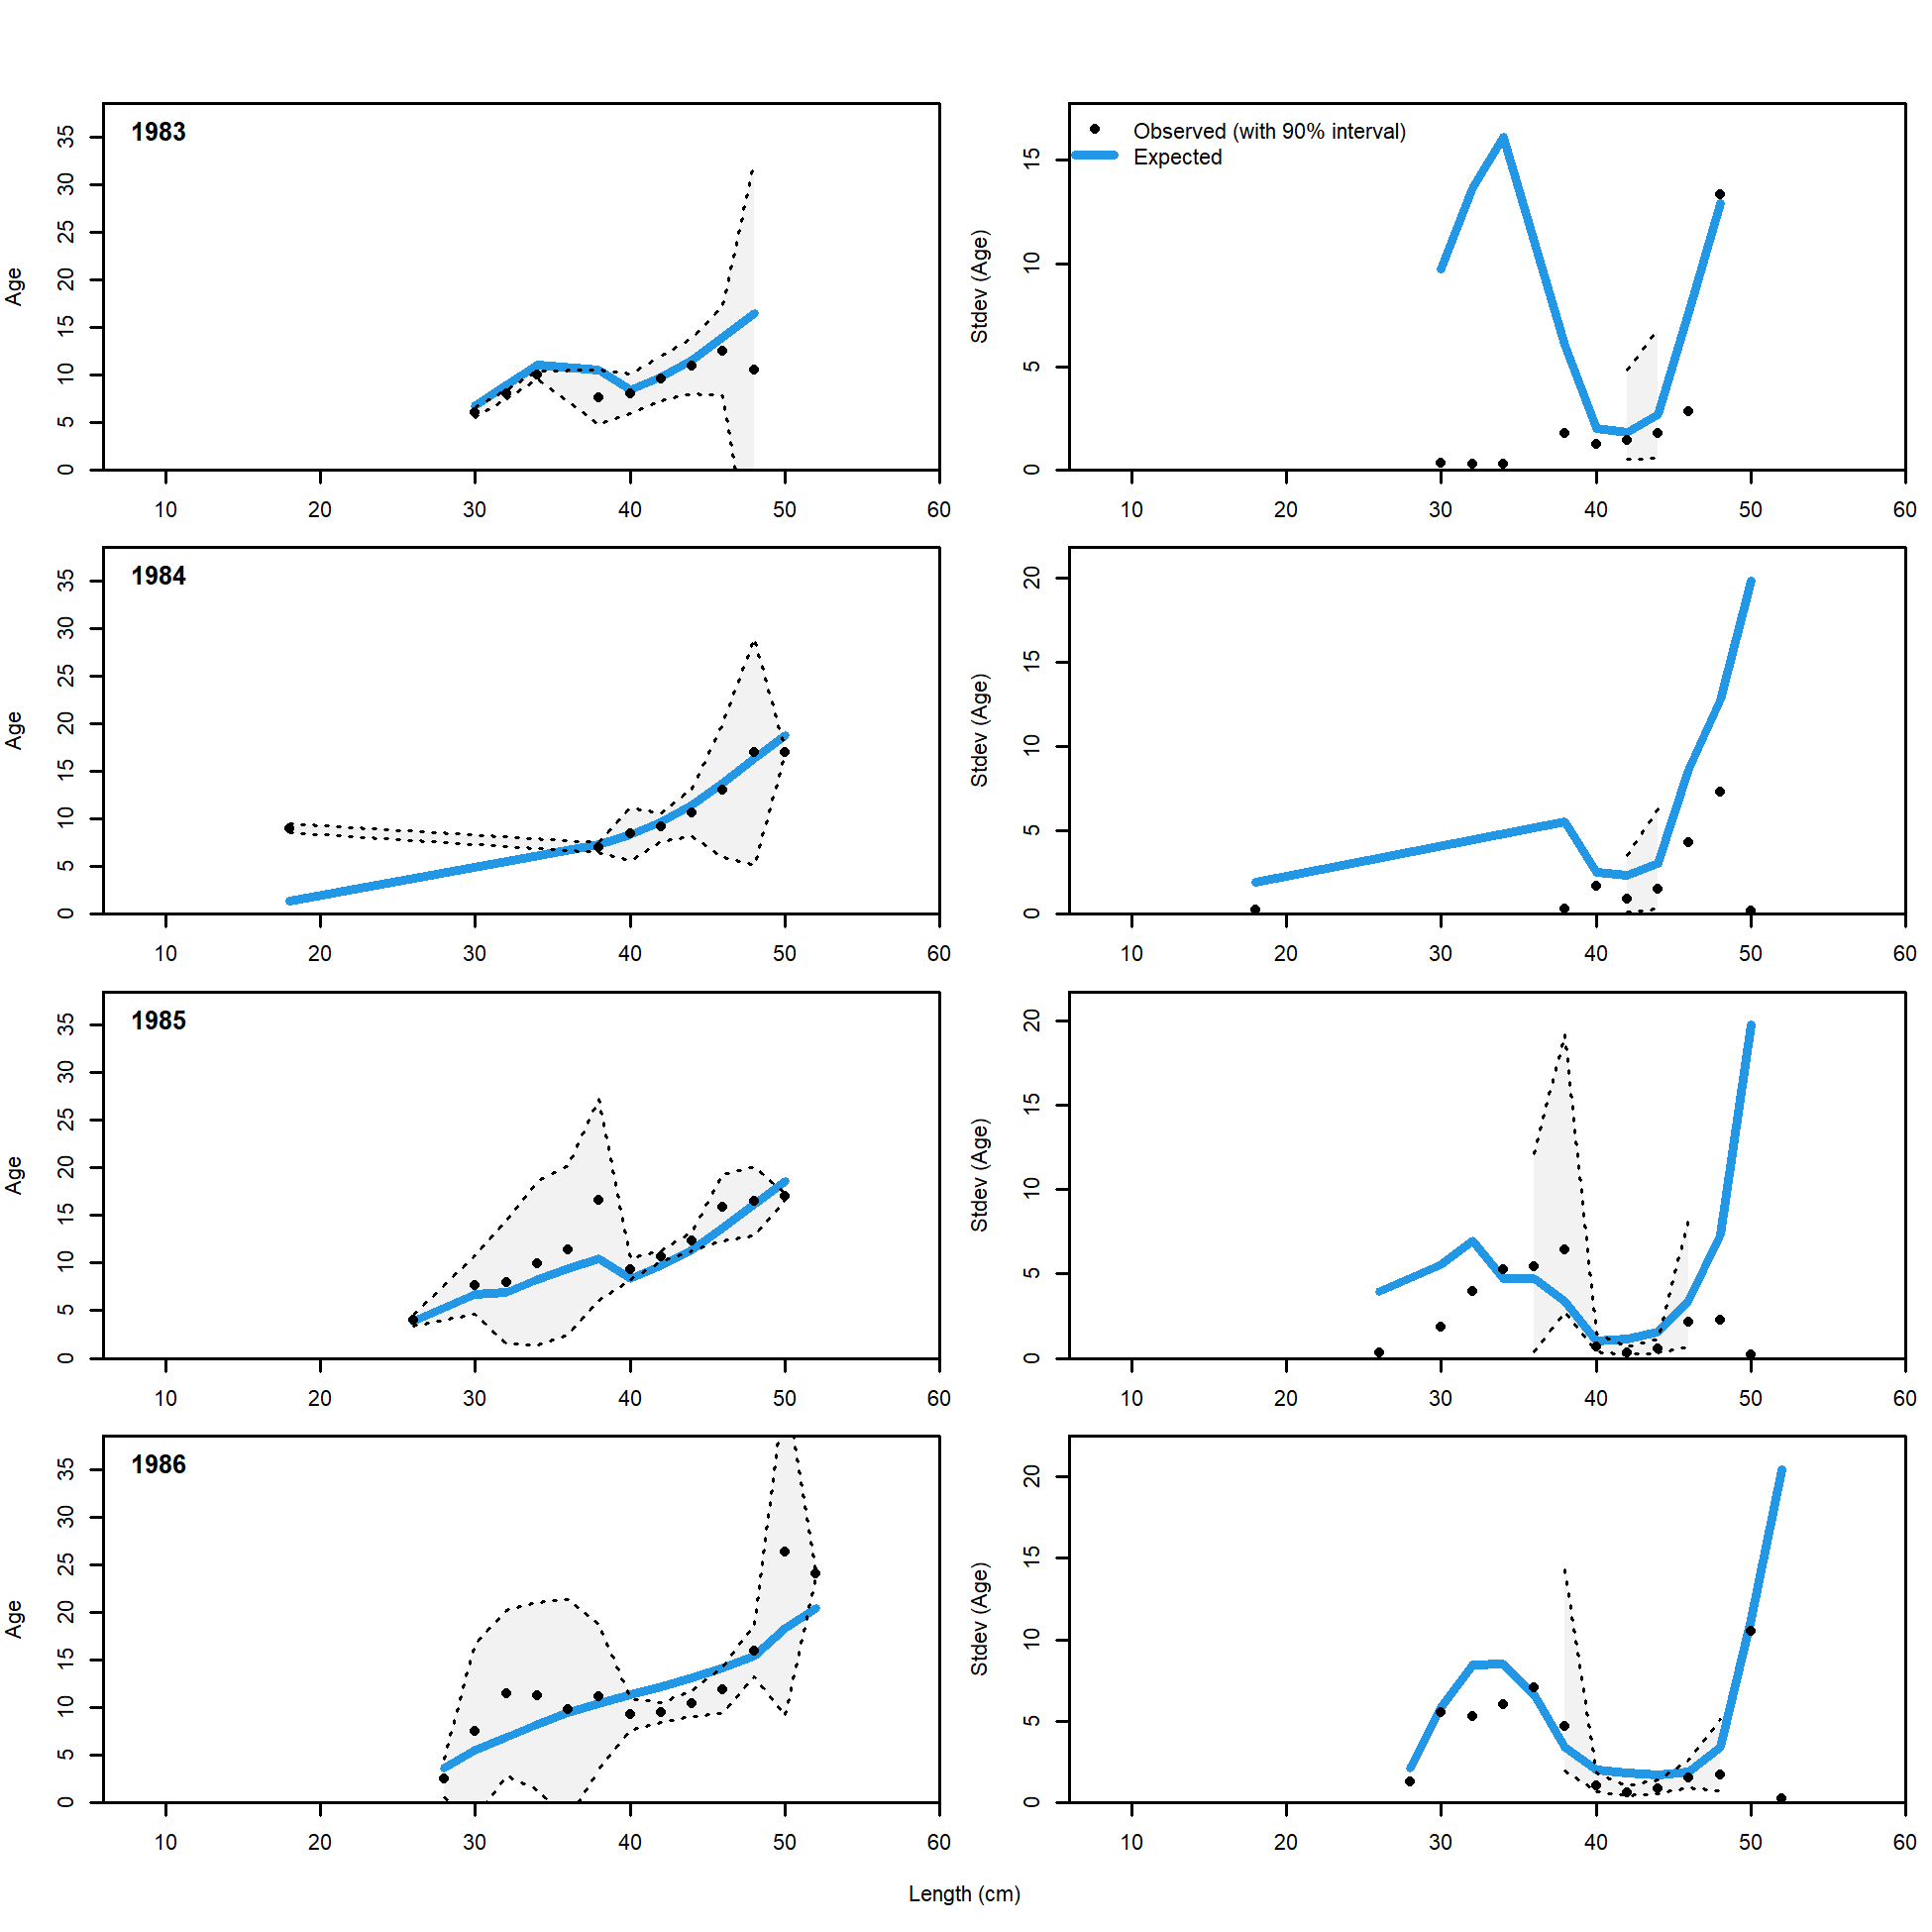 1983
Age
0 5 10 15 20 25 30 35
10 20 30 40 50 60
Observed (with 90% interval)
Expected
Stdev (Age)
0 5 10 15
10 20 30 40 50 60
1984
Age
0 5 10 15 20 25 30 35
10 20 30 40 50 60
Stdev (Age)
0 5 10 15 20
10 20 30 40 50 60
1985
Age
0 5 10 15 20 25 30 35
10 20 30 40 50 60
Stdev (Age)
0 5 10 15 20
10 20 30 40 50 60
1986
Age
0 5 10 15 20 25 30 35
10 20 30 40 50 60
Stdev (Age)
0 5 10 15 20
10 20 30 40 50 60
Length (cm)